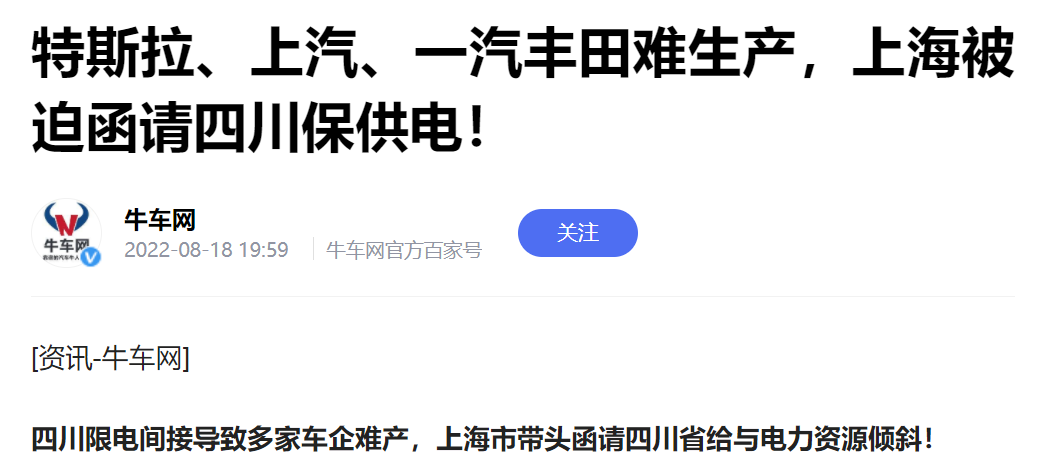 特斯拉、上汽、一汽丰田难生产，上海被
迫函请四川保供电！
牛车网
2022-08-18 19:59
牛车网官方百家号
关注
牛车网
[资讯-牛车网]
四川限电间接导致多家车企难产，上海市带头函请四川省给与电力资源倾斜！